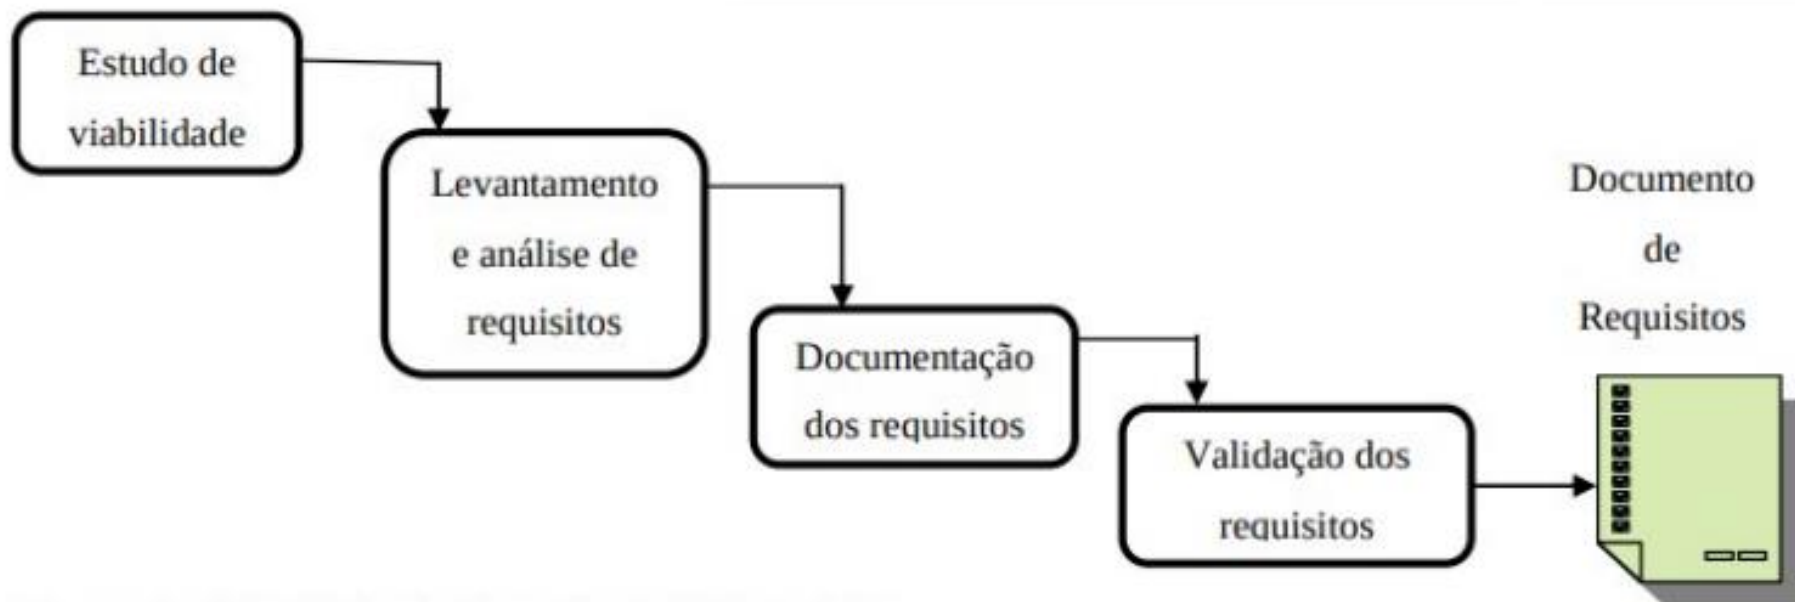 Estudo de
viabilidade
Levantamento
e análise de
requisitos
Documentação
dos requisitos
Validação dos
requisitos
Documento
de
Requisitos